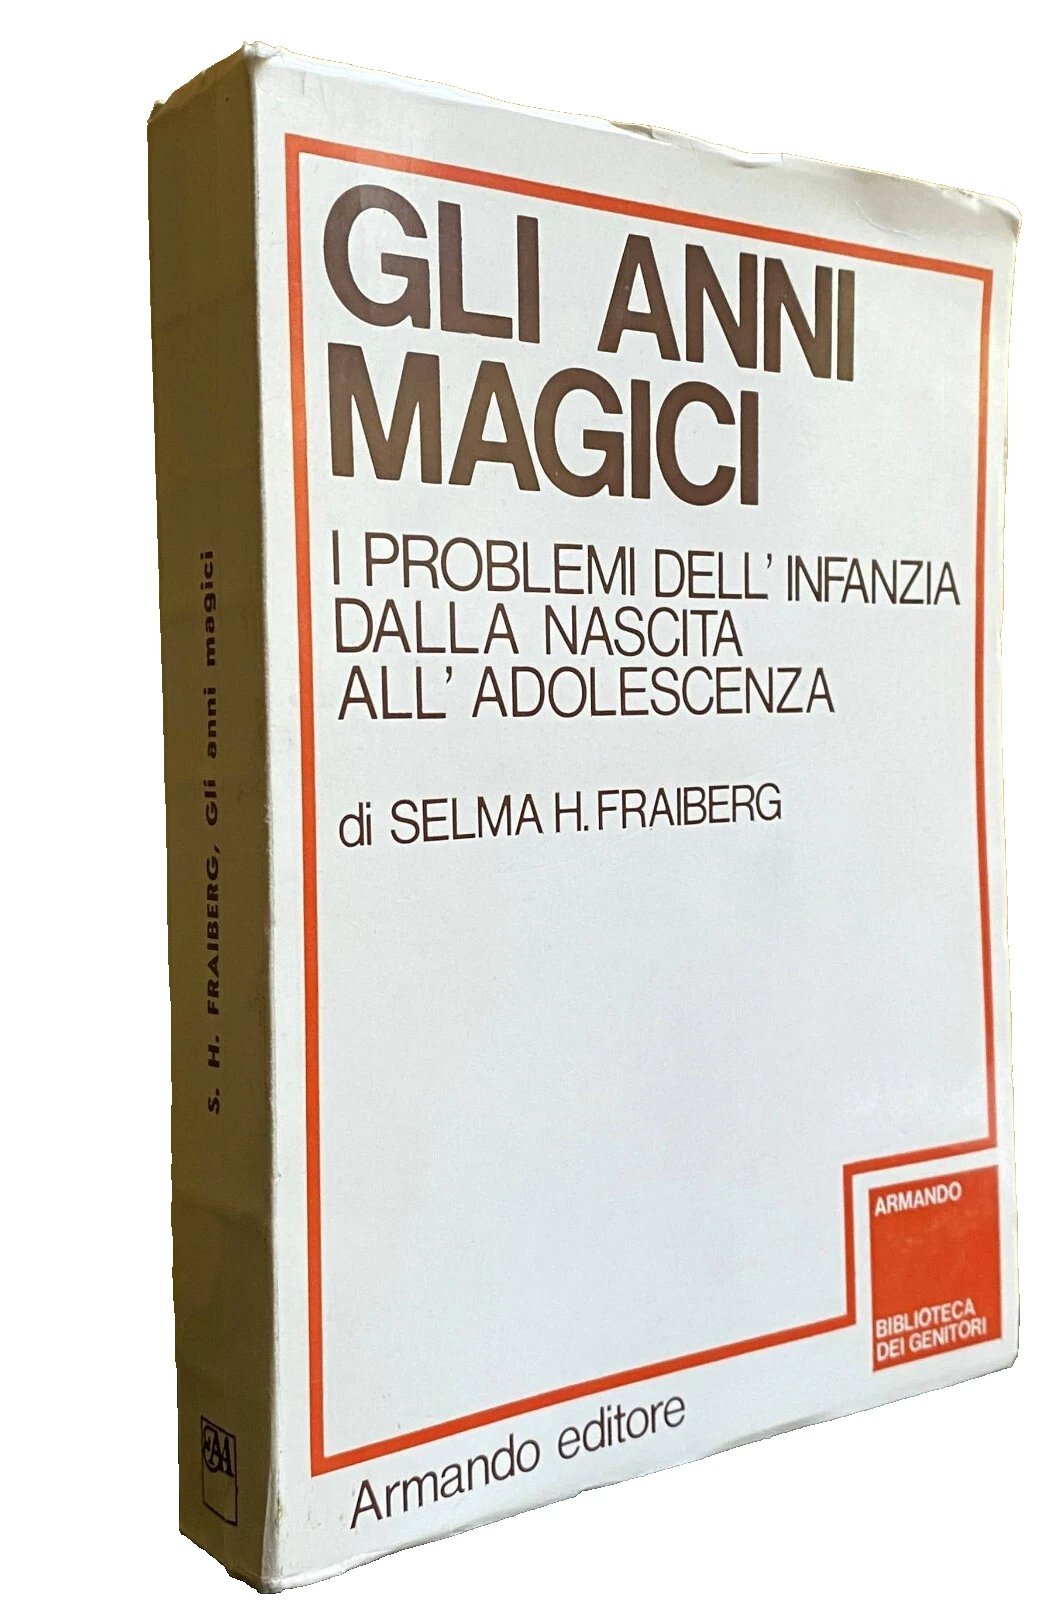 GLI ANNI
MAGICI
I PROBLEMI DELL' INFANZIA
DALLA NASCITA
ALL' ADOLESCENZA
di SELMA H. FRAIBERG
ARMANDO
BIBLIOTECA
DEI GENITORI
Armando editore
S. H. FRAIBERG, Gli anni magici